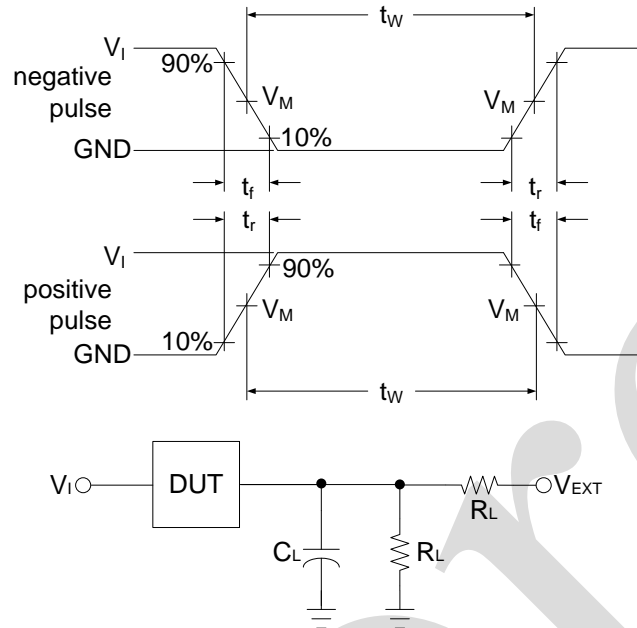 tW
VI
90%
negative
pulse
VM
VM
10%
GND
tf
tr
tr
tf
VI
90%
positive
pulse
VM
VM
10%
GND
tW
VI
DUT
RL
VEXT
CL
RL